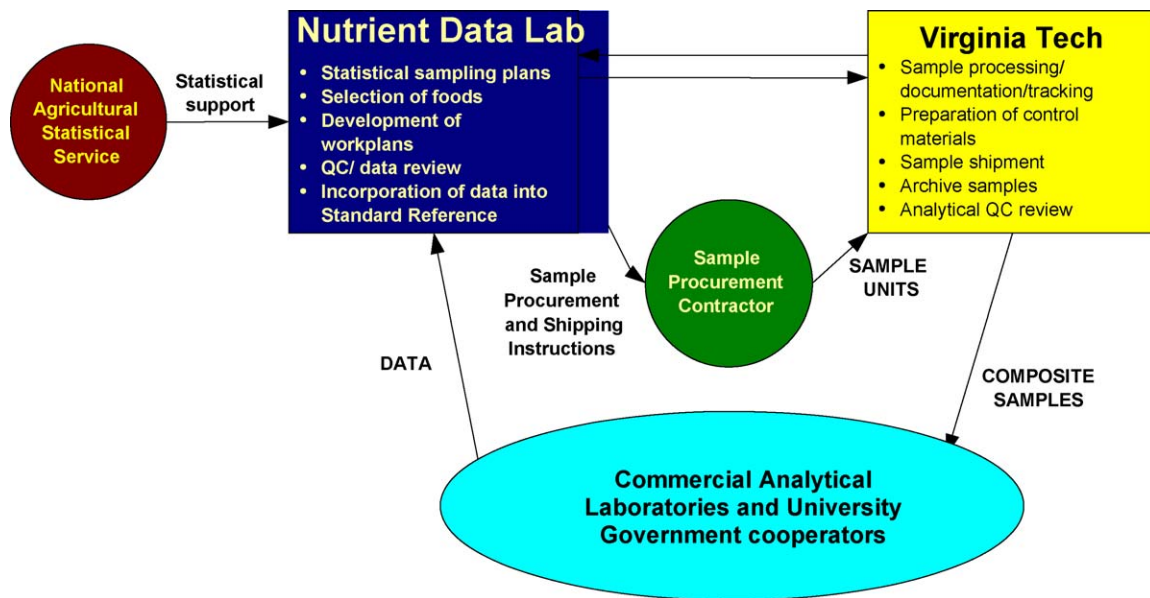 National
Agricultural
Statistical
Service
Statistical
support
Nutrient Data Lab
• Statistical sampling plans
• Selection of foods
• Development of
workplans
• QC/ data review
• Incorporation of data into
Standard Reference
Virginia Tech
• Sample processing/
documentation/tracking
• Preparation of control
materials
• Sample shipment
• Archive samples
• Analytical QC review
Sample
Procurement
and Shipping
Instructions
Sample
Procurement
Contractor
SAMPLE
UNITS
DATA
COMPOSITE
SAMPLES
Commercial Analytical
Laboratories and University
Government cooperators